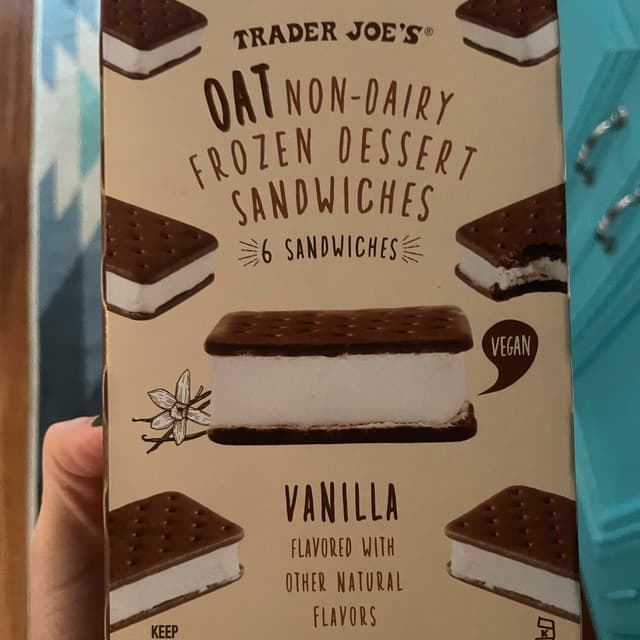 TRADER JOE'S®
OAT NON-DAIRY
FROZEN DESSERT
SANDWICHES
6 SANDWICHES
VEGAN
VANILLA
FLAVORED WITH
OTHER NATURAL
FLAVORS
KEEP